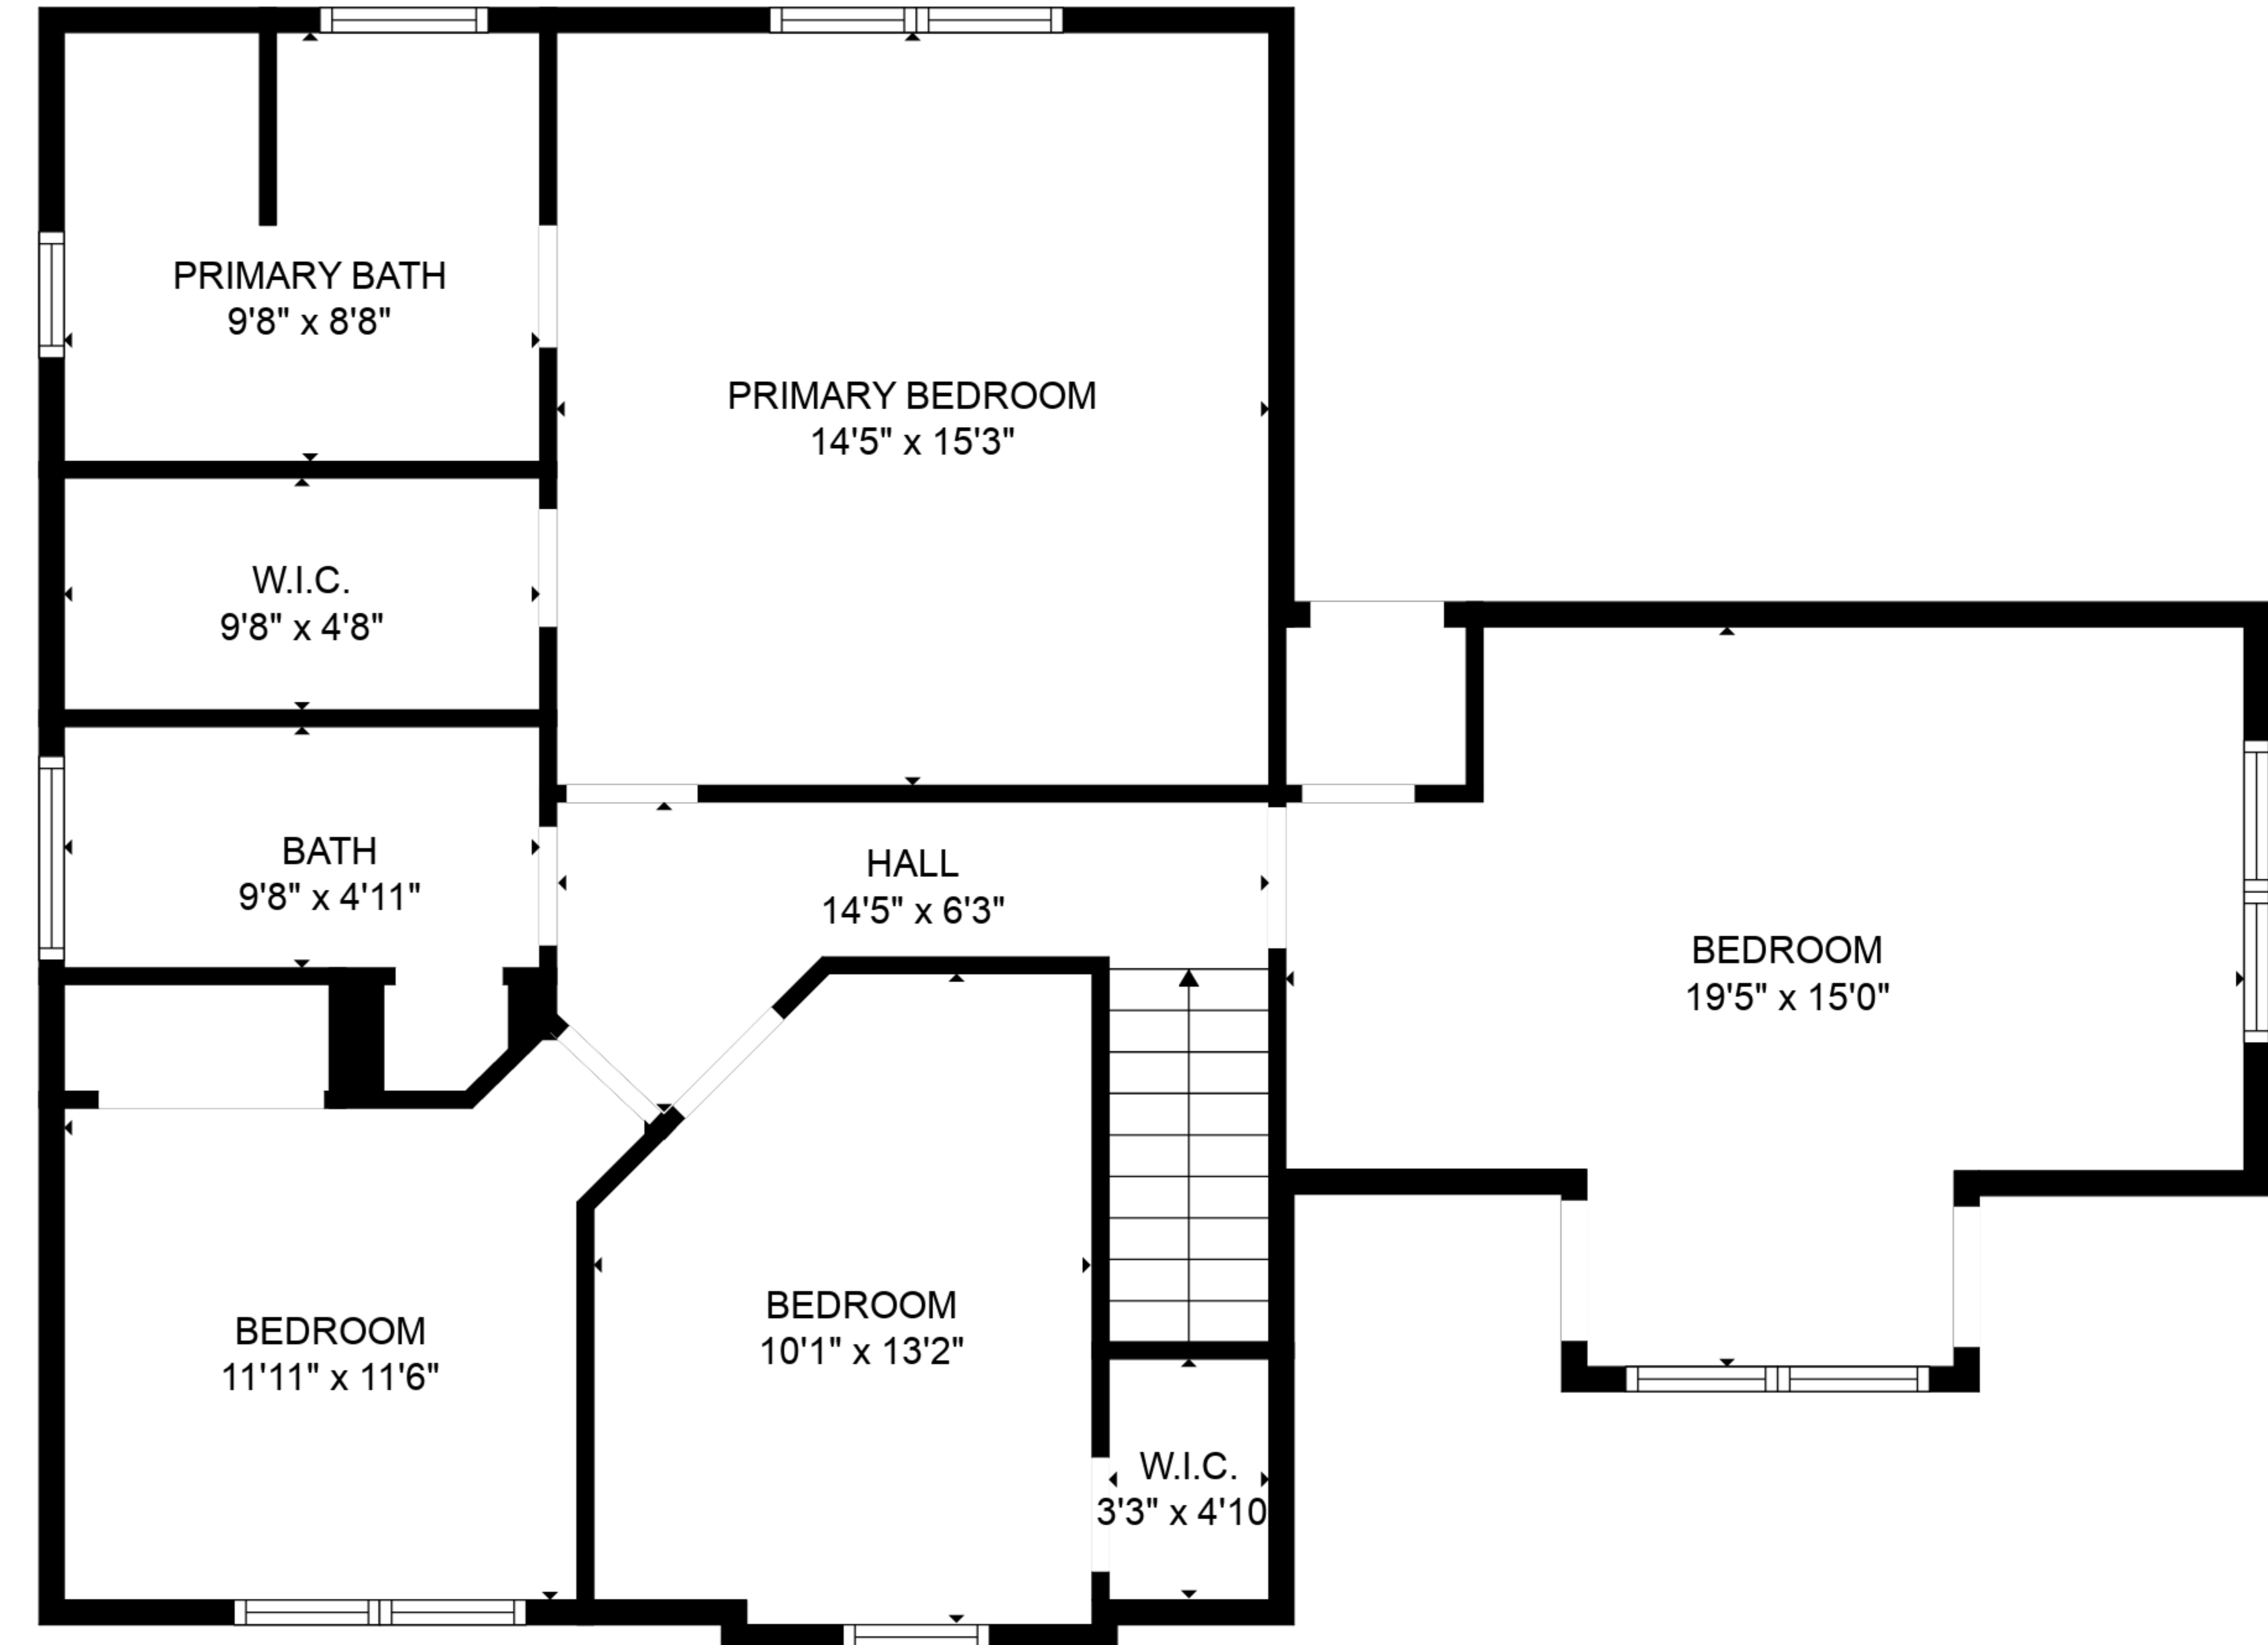 PRIMARY BATH
9'8" x 8'8"
PRIMARY BEDROOM
14'5" x 15'3"
W.I.C.
9'8" x 4'8"
BATH
9'8" x 4'11"
HALL
14'5" x 6'3"
BEDROOM
19'5" x 15'0"
BEDROOM
11'11" x 11'6"
BEDROOM
10'1" x 13'2"
W.I.C.
3'3" x 4'10